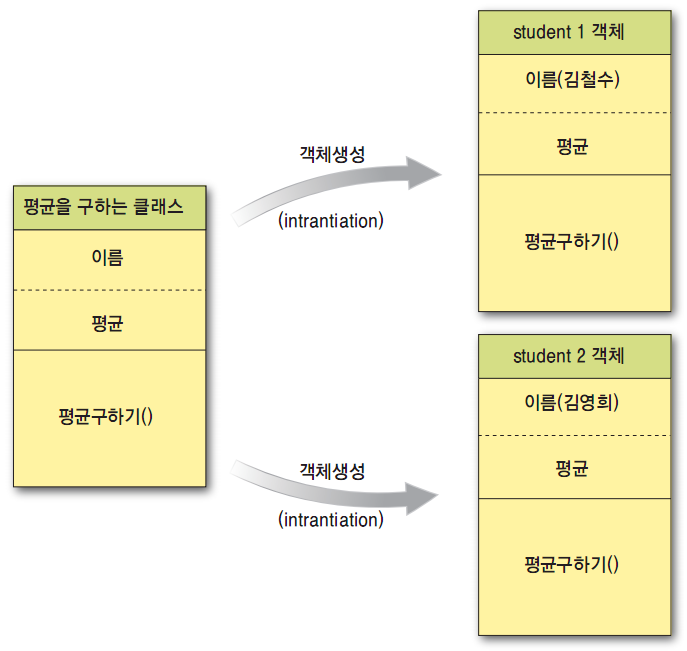 평균을 구하는 클래스
이름
평균
평균구하기()
객체생성
(intrantiation)
객체생성
(intrantiation)
student 1 객체
이름(김철수)
평균
평균구하기()
student 2 객체
이름(김영희)
평균
평균구하기()